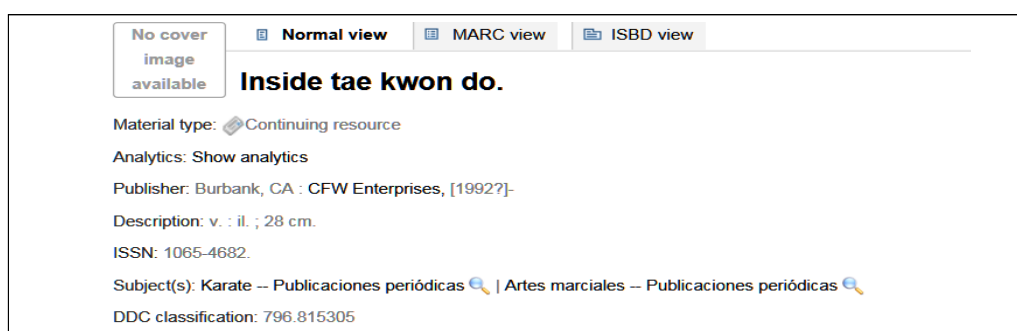 No cover
image
available
Normal view
MARC view
ISBD view
Inside tae kwon do.
Material type: Continuing resource
Analytics: Show analytics
Publisher: Burbank, CA : CFW Enterprises, [1992?]-
Description: v. : il. ; 28 cm.
ISSN: 1065-4682.
Subject(s): Karate -- Publicaciones periódicas | Artes marciales -- Publicaciones periódicas
DDC classification: 796.815305